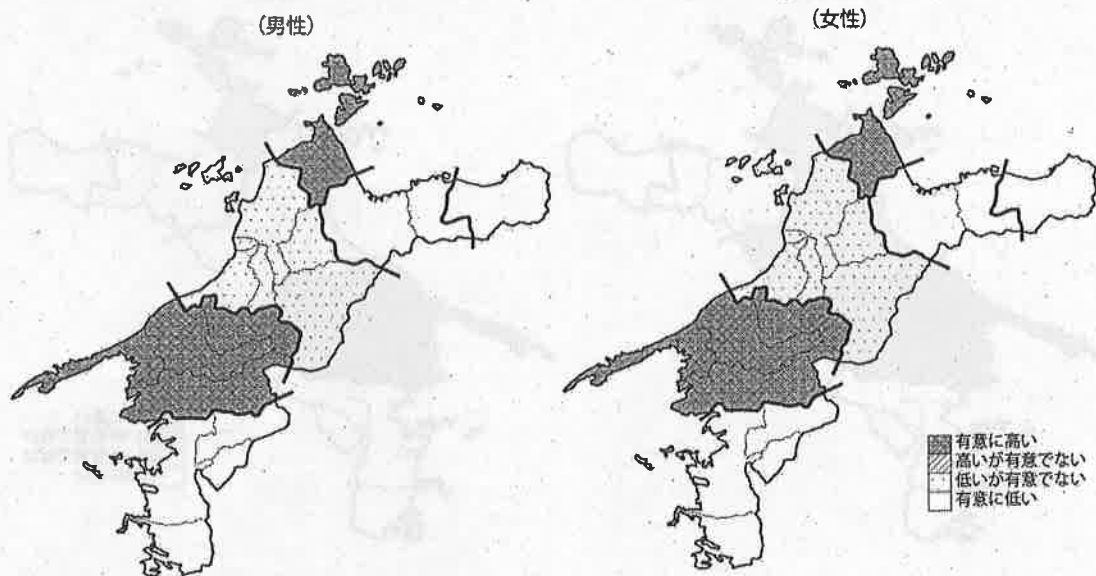 (男性)
(女性)
有意に高い
高いが有意でない
低いが有意でない
有意に低い